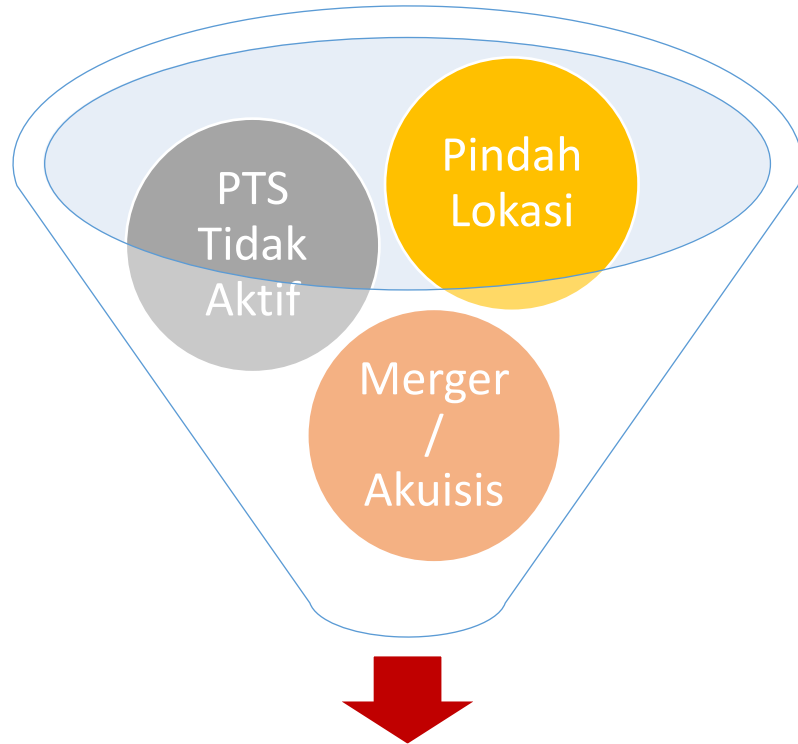 PTS
Tidak
Aktif
Pindah
Lokasi
Merger
/
Akuisis